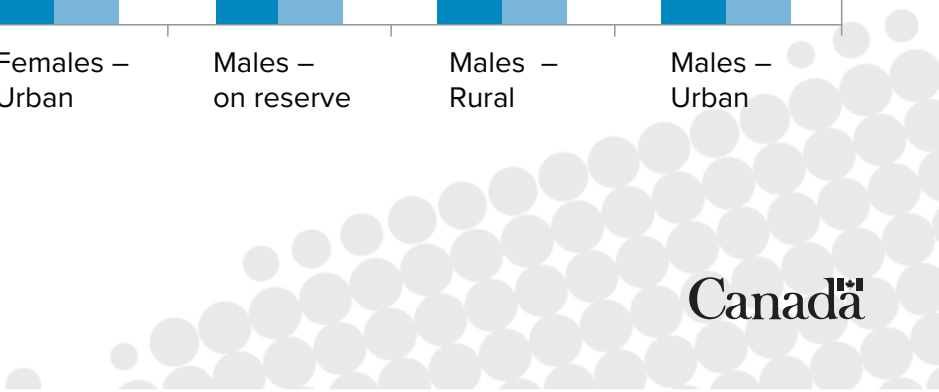 Females –
Urban
Males –
on reserve
Males –
Rural
Males –
Urban
Canada